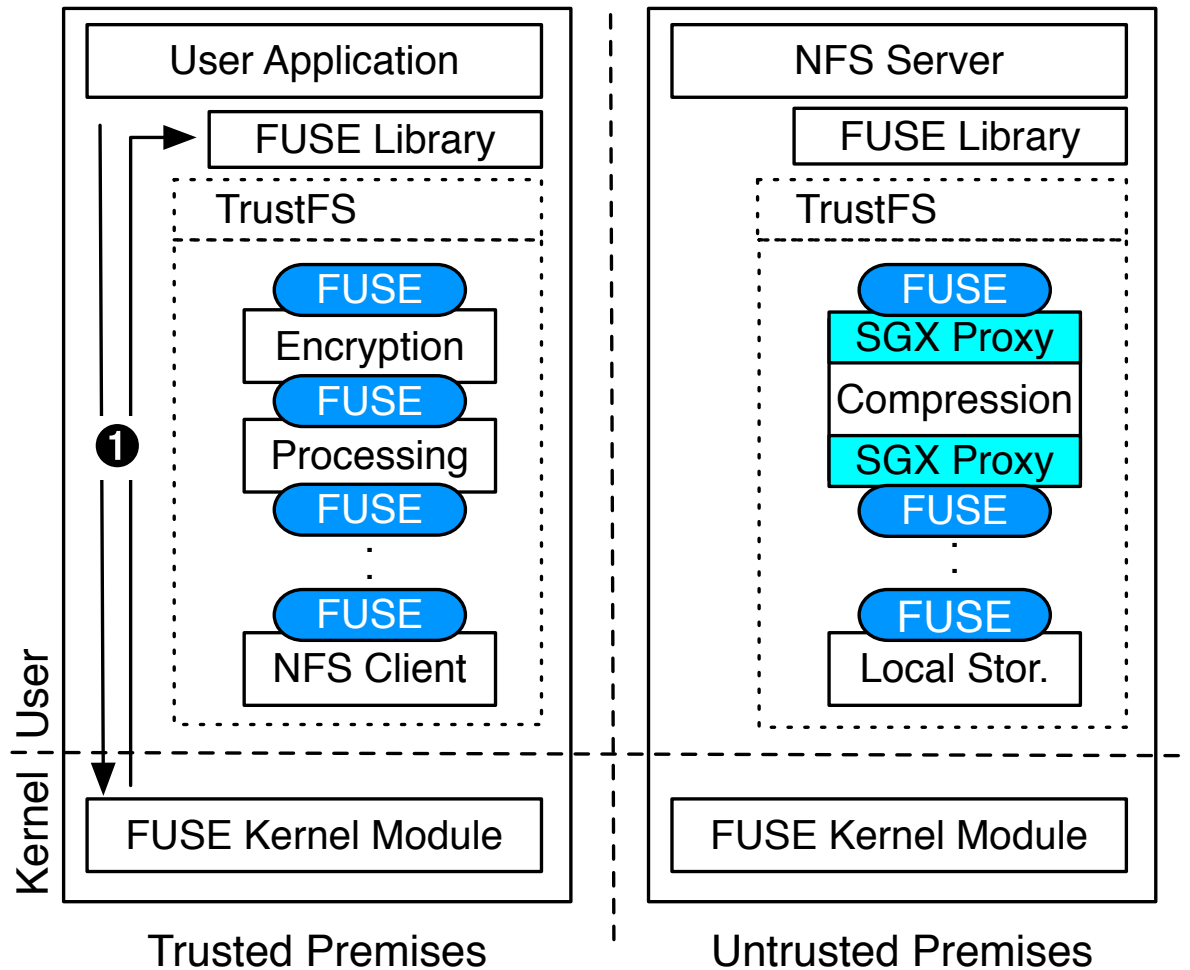 User Application
FUSE Library
TrustFS
FUSE
Encryption
FUSE
Processing
FUSE
.
.
FUSE
NFS Client
❶
User
Kernel
FUSE Kernel Module
Trusted Premises
NFS Server
FUSE Library
TrustFS
FUSE
SGX Proxy
Compression
SGX Proxy
FUSE
.
.
FUSE
Local Stor.
FUSE Kernel Module
Untrusted Premises